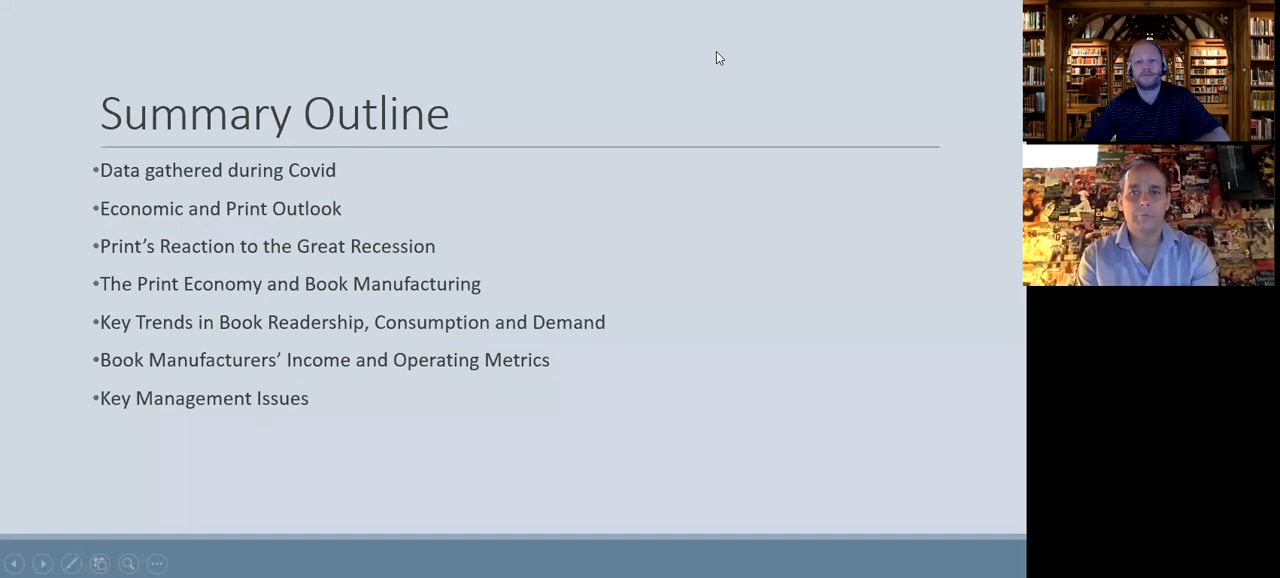 Summary Outline
•Data gathered during Covid
•Economic and Print Outlook
•Print’s Reaction to the Great Recession
•The Print Economy and Book Manufacturing
•Key Trends in Book Readership, Consumption and Demand
•Book Manufacturers’ Income and Operating Metrics
•Key Management Issues